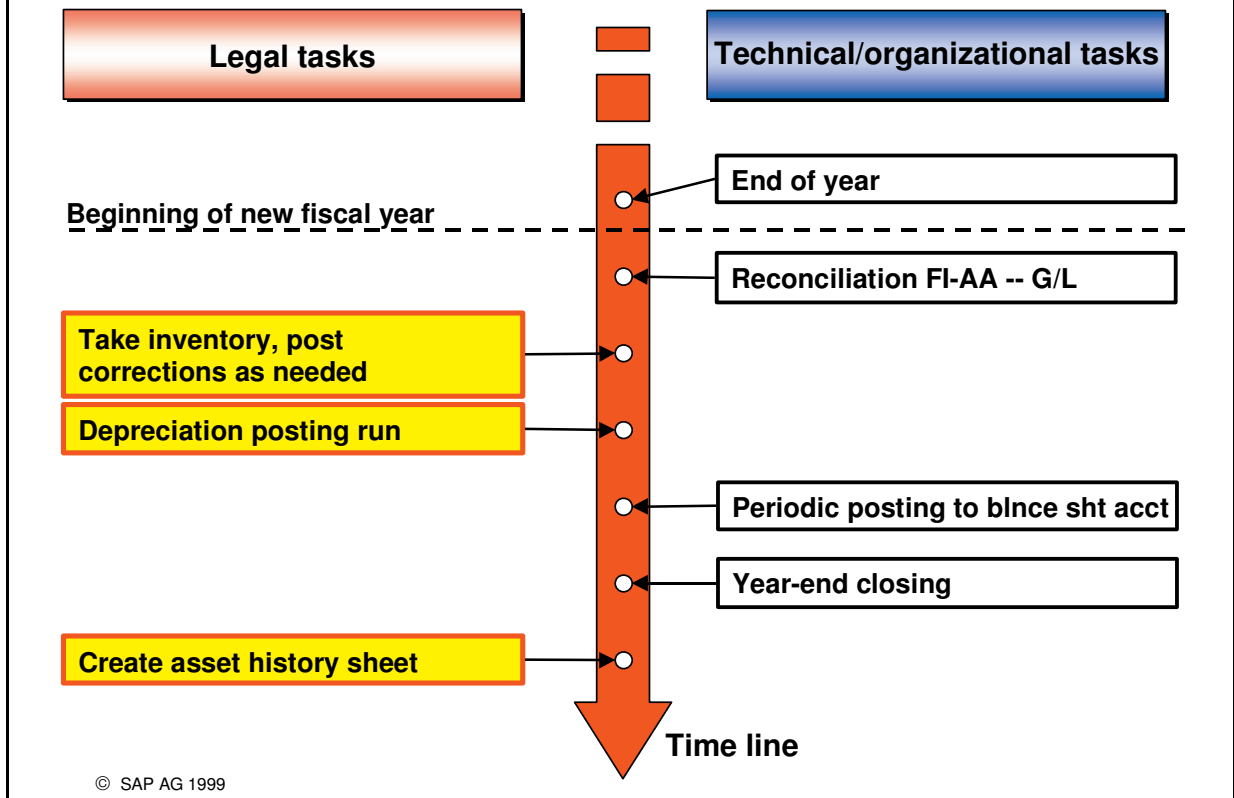 Legal tasks
Technical/organizational tasks
End of year
Beginning of new fiscal year
Reconciliation FI-AA -- G/L
Take inventory, post
corrections as needed
Depreciation posting run
Periodic posting to blnce sht acct
Year-end closing
Create asset history sheet
Time line
© SAP AG 1999